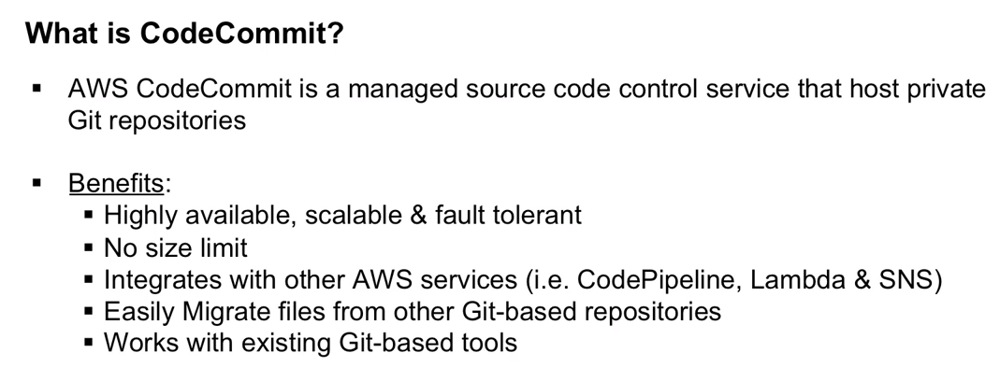 What is CodeCommit?
▪ AWS CodeCommit is a managed source code control service that host private
Git repositories
▪ Benefits:
▪ Highly available, scalable & fault tolerant
▪ No size limit
▪ Integrates with other AWS services (i.e. CodePipeline, Lambda & SNS)
▪ Easily Migrate files from other Git-based repositories
▪ Works with existing Git-based tools